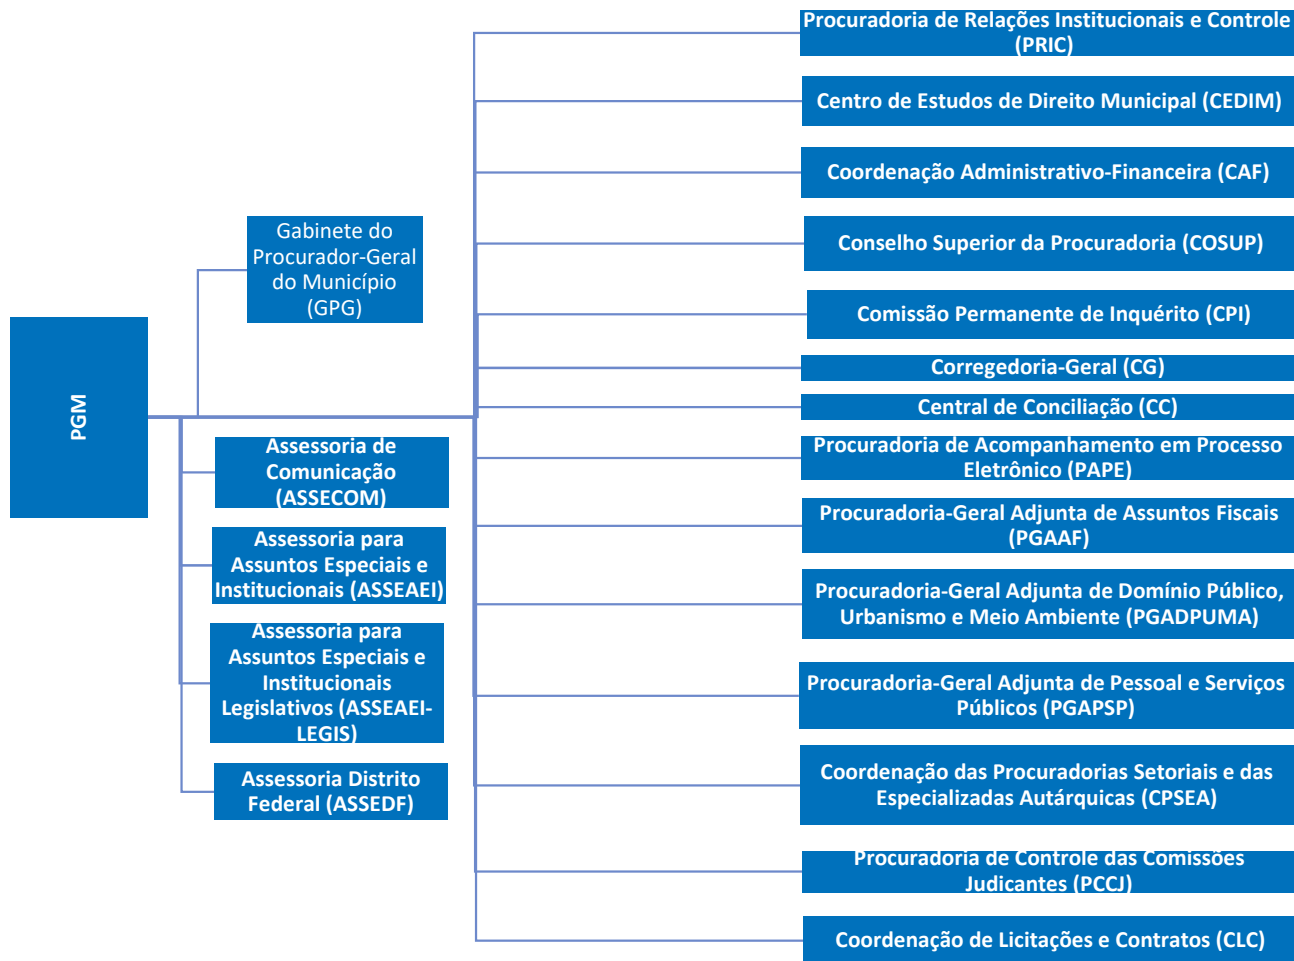 PGM
Gabinete do
Procurador-Geral
do Município
(GPG)
Assessoria de
Comunicação
(ASSECOM)
Assessoria para
Assuntos Especiais e
Institucionais (ASSEAEI)
Assessoria para
Assuntos Especiais e
Institucionais
Legislativos (ASSEAEI-
LEGIS)
Assessoria Distrito
Federal (ASSEDF)
Procuradoria de Relações Institucionais e Controle
(PRIC)
Centro de Estudos de Direito Municipal (CEDIM)
Coordenação Administrativo-Financeira (CAF)
Conselho Superior da Procuradoria (COSUP)
Comissão Permanente de Inquérito (CPI)
Corregedoria-Geral (CG)
Central de Conciliação (CC)
Procuradoria de Acompanhamento em Processo
Eletrônico (PAPE)
Procuradoria-Geral Adjunta de Assuntos Fiscais
(PGAAF)
Procuradoria-Geral Adjunta de Domínio Público,
Urbanismo e Meio Ambiente (PGADPUMA)
Procuradoria-Geral Adjunta de Pessoal e Serviços
Públicos (PGAPSP)
Coordenação das Procuradorias Setoriais e das
Especializadas Autárquicas (CPSEA)
Procuradoria de Controle das Comissões
Judicantes (PCCJ)
Coordenação de Licitações e Contratos (CLC)